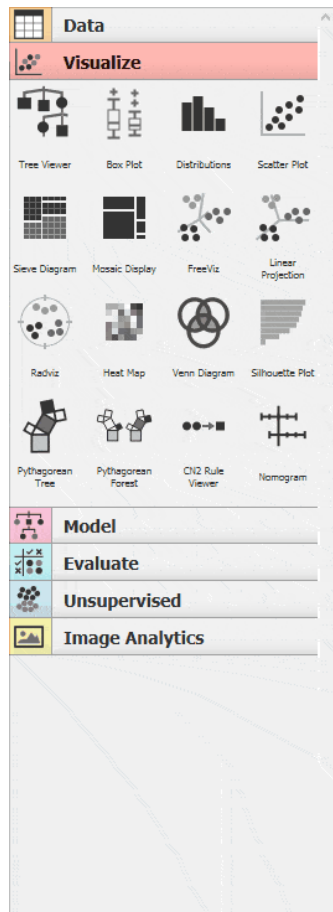 Data
Visualize
Tree Viewer
Box Plot
Distributions
Scatter Plot
Sieve Diagram
Mosaic Display
FreeViz
Linear
Projection
Radviz
Heat Map
Venn Diagram
Silhouette Plot
Pythagorean
Tree
Pythagorean
Forest
CN2 Rule
Viewer
Nomogram
Model
Evaluate
Unsupervised
Image Analytics